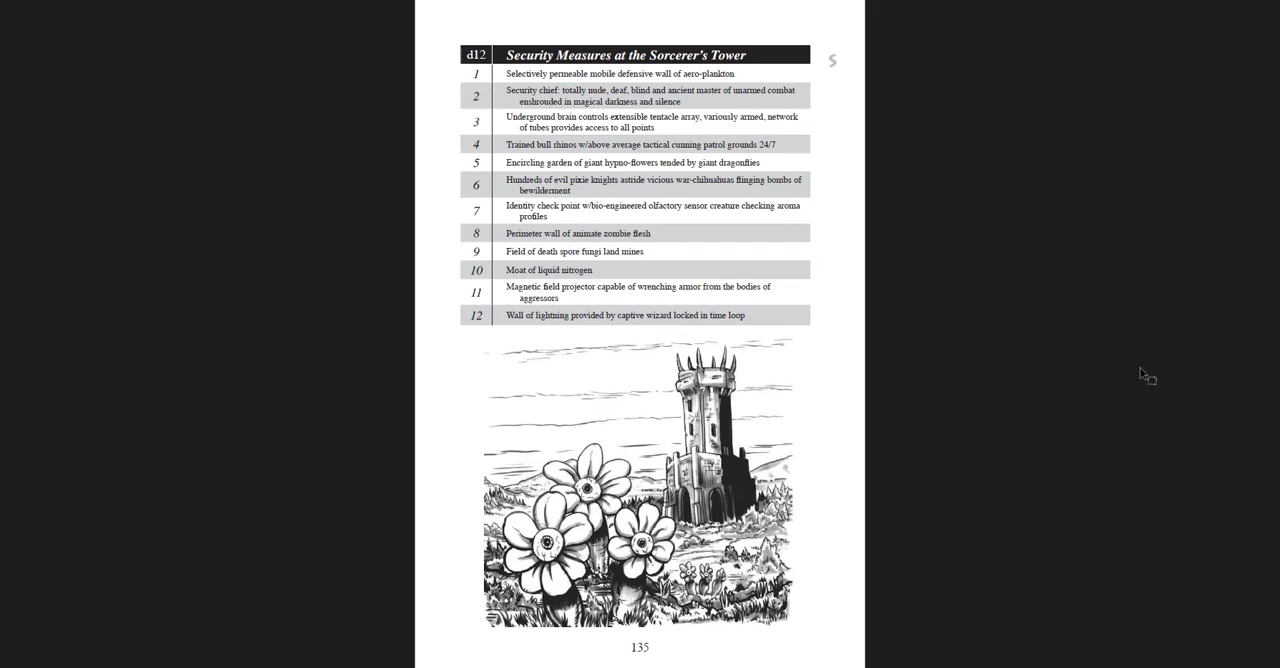 d12 Security Measures at the Sorcerer's Tower
S
1 Selectively permeable mobile defensive wall of aero-plankton
2 Security chief: totally nude, deaf, blind and ancient master of unarmed combat
enshrouded in magical darkness and silence
3 Underground brain controls extensible tentacle array, variously armed, network
of tubes provides access to all points
4 Trained bull rhinos w/above average tactical cunning patrol grounds 24/7
5 Encircling garden of giant hypno-flowers tended by giant dragonflies
6 Hundreds of evil pixie knights astride vicious war-chihuahuas flinging bombs of
bewilderment
7 Identity check point w/bio-engineered olfactory sensor creature checking aroma
profiles
8 Perimeter wall of animate zombie flesh
9 Field of death spore fungi land mines
10 Moat of liquid nitrogen
11 Magnetic field projector capable of wrenching armor from the bodies of
aggressors
12 Wall of lightning provided by captive wizard locked in time loop
135